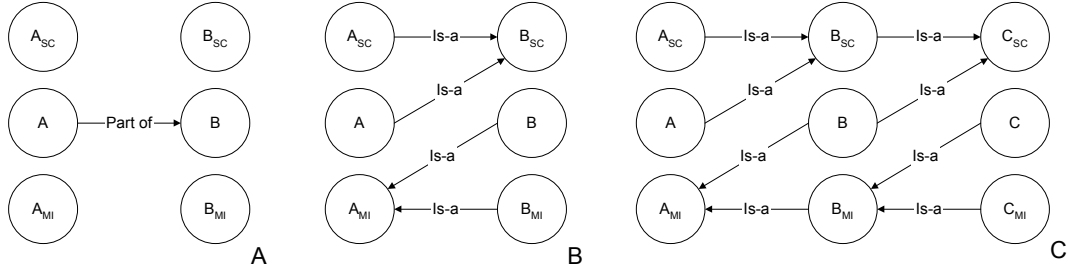 A_SC B_SC A_SC Is-a B_SC A_SC Is-a B_SC Is-a C_SC
Is-a Is-a Is-a
A Part of B A B A B C
Is-a Is-a Is-a
A_MI B_MI A_MI Is-a B_MI A_MI Is-a B_MI Is-a C_MI
A B C